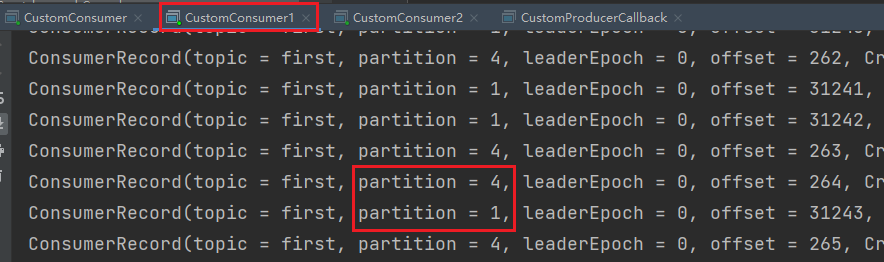 CustomConsumer CustomConsumer1 CustomConsumer2 CustomProducerCallback
ConsumerRecord(topic = first, partition = 1, leaderEpoch = 0, offset = 31240,
ConsumerRecord(topic = first, partition = 4, leaderEpoch = 0, offset = 262, Cr
ConsumerRecord(topic = first, partition = 1, leaderEpoch = 0, offset = 31241,
ConsumerRecord(topic = first, partition = 1, leaderEpoch = 0, offset = 31242,
ConsumerRecord(topic = first, partition = 4, leaderEpoch = 0, offset = 263, Cr
ConsumerRecord(topic = first, partition = 4, leaderEpoch = 0, offset = 264, Cr
ConsumerRecord(topic = first, partition = 1, leaderEpoch = 0, offset = 31243,
ConsumerRecord(topic = first, partition = 4, leaderEpoch = 0, offset = 265, Cr